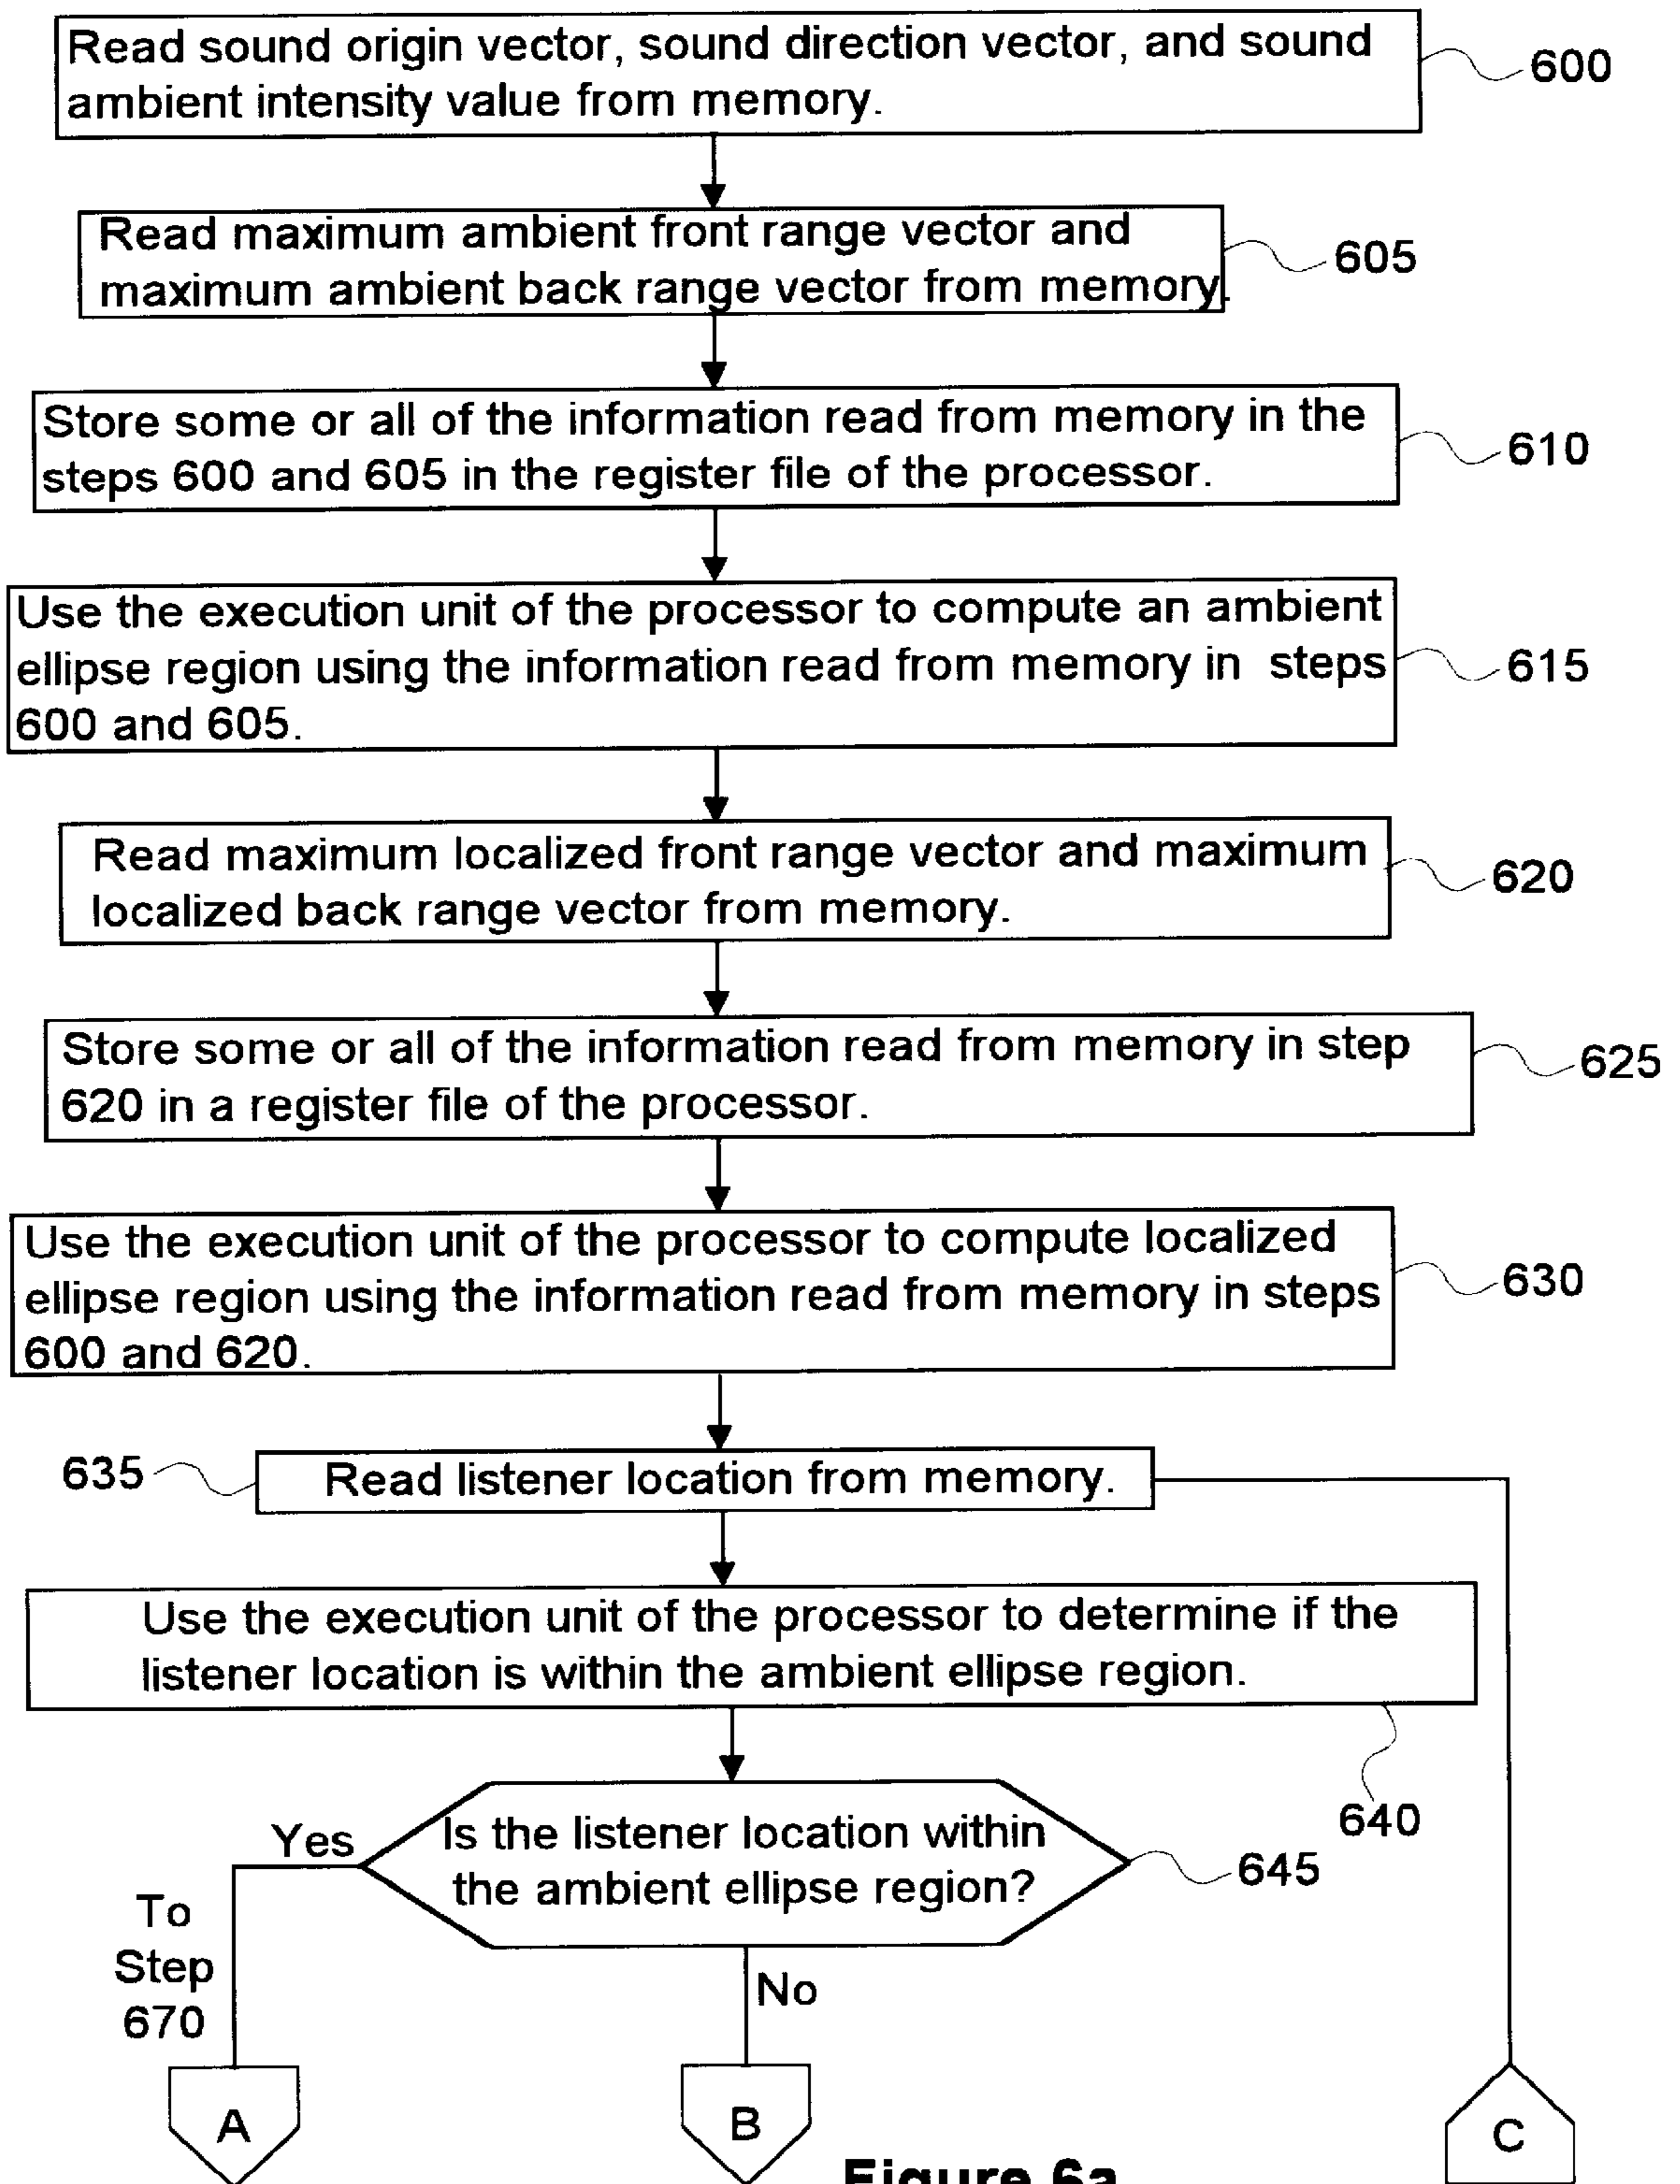 Read sound origin vector, sound direction vector, and sound
ambient intensity value from memory.
600
Read maximum ambient front range vector and
maximum ambient back range vector from memory.
605
Store some or all of the information read from memory in the
steps 600 and 605 in the register file of the processor.
610
Use the execution unit of the processor to compute an ambient
ellipse region using the information read from memory in steps
600 and 605.
615
Read maximum localized front range vector and maximum
localized back range vector from memory.
620
Store some or all of the information read from memory in step
620 in a register file of the processor.
625
Use the execution unit of the processor to compute localized
ellipse region using the information read from memory in steps
600 and 620.
630
635
Read listener location from memory.
Use the execution unit of the processor to determine if the
listener location is within the ambient ellipse region.
640
Is the listener location within
the ambient ellipse region?
645
Yes
To
Step
670
No
A
B
C
Figure 6a